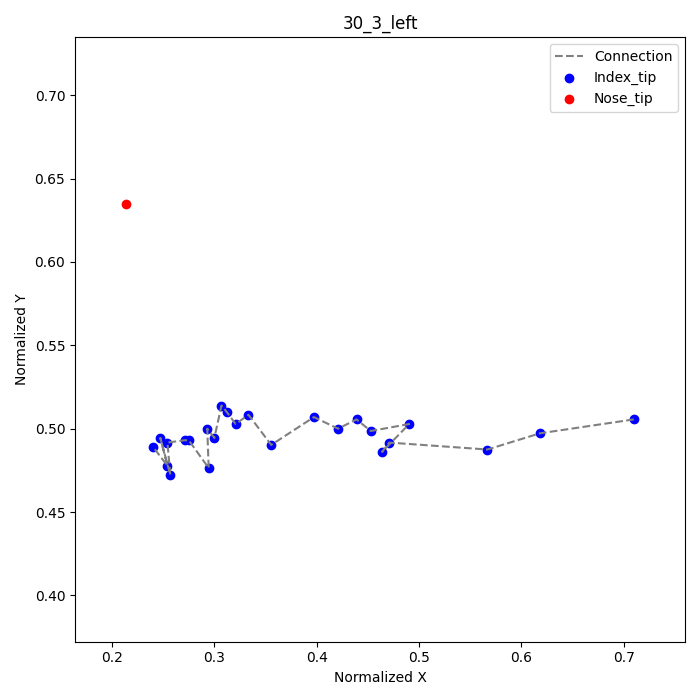 30_3_left
Connection
Index_tip
Nose_tip
0.70
0.65
0.60
0.55
0.50
0.45
0.40
Normalized Y
0.2 0.3 0.4 0.5 0.6 0.7
Normalized X